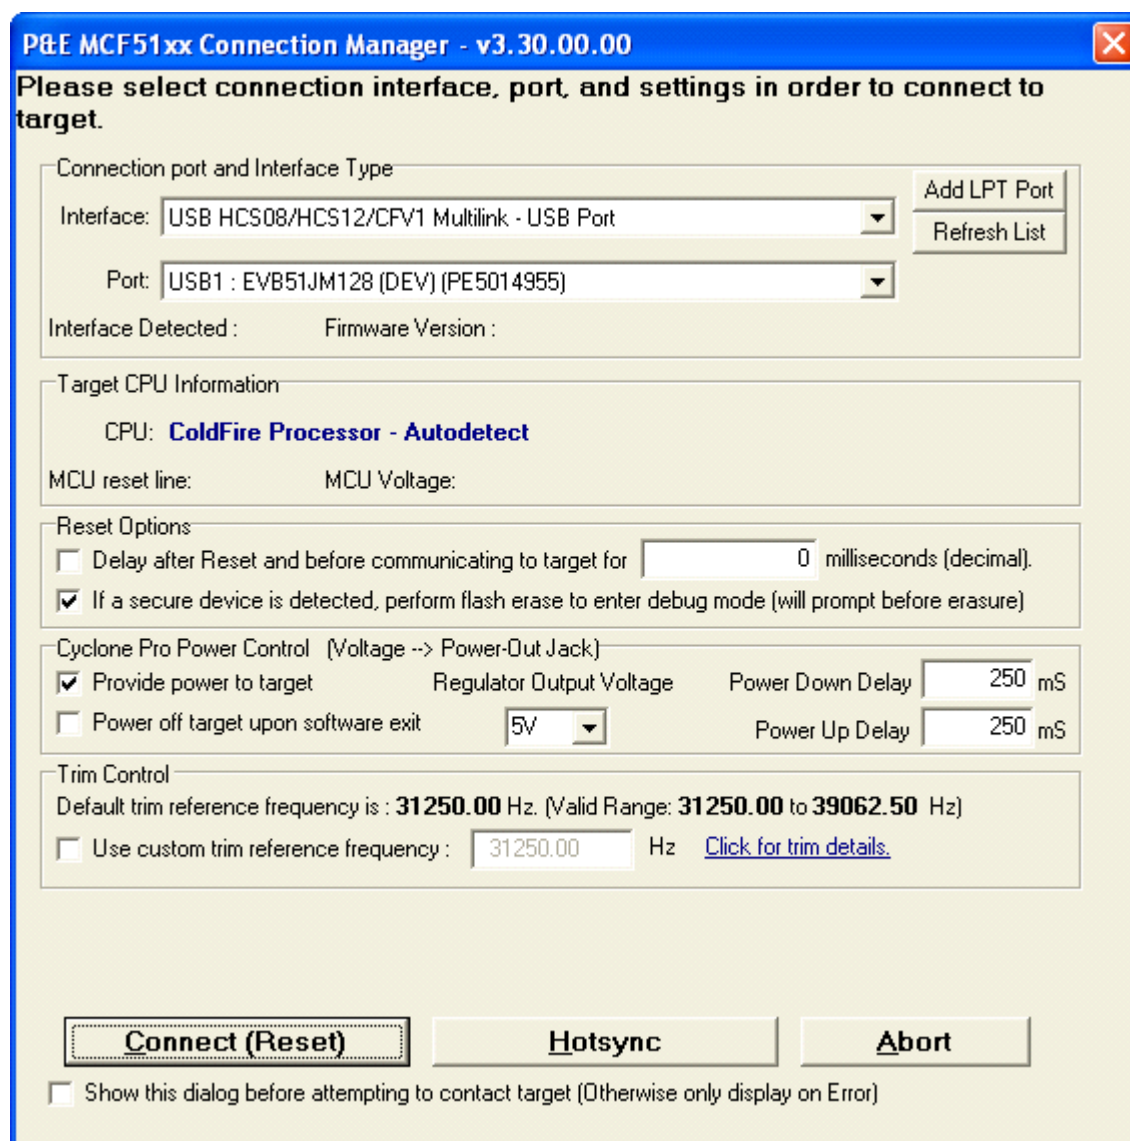 P&E MCF51xx Connection Manager - v3.30.00.00
Please select connection interface, port, and settings in order to connect to
target.
Connection port and Interface Type
Add LPT Port
Interface: USB HCS08/HCS12/CFV1 Multilink - USB Port
Refresh List
Port: USB1 : EVB51JM128 (DEV) (PE5014955)
Interface Detected : Firmware Version :
Target CPU Information
CPU: ColdFire Processor - Autodetect
MCU reset line: MCU Voltage:
Reset Options
Delay after Reset and before communicating to target for 0 milliseconds (decimal).
If a secure device is detected, perform flash erase to enter debug mode (will prompt before erasure)
Cyclone Pro Power Control (Voltage --> Power-Out Jack)
Provide power to target Regulator Output Voltage Power Down Delay 250 mS
Power off target upon software exit 5V Power Up Delay 250 mS
Trim Control
Default trim reference frequency is : 31250.00 Hz. (Valid Range: 31250.00 to 39062.50 Hz)
Use custom trim reference frequency : 31250.00 Hz Click for trim details.
Connect (Reset) Hotsync Abort
Show this dialog before attempting to contact target (Otherwise only display on Error)